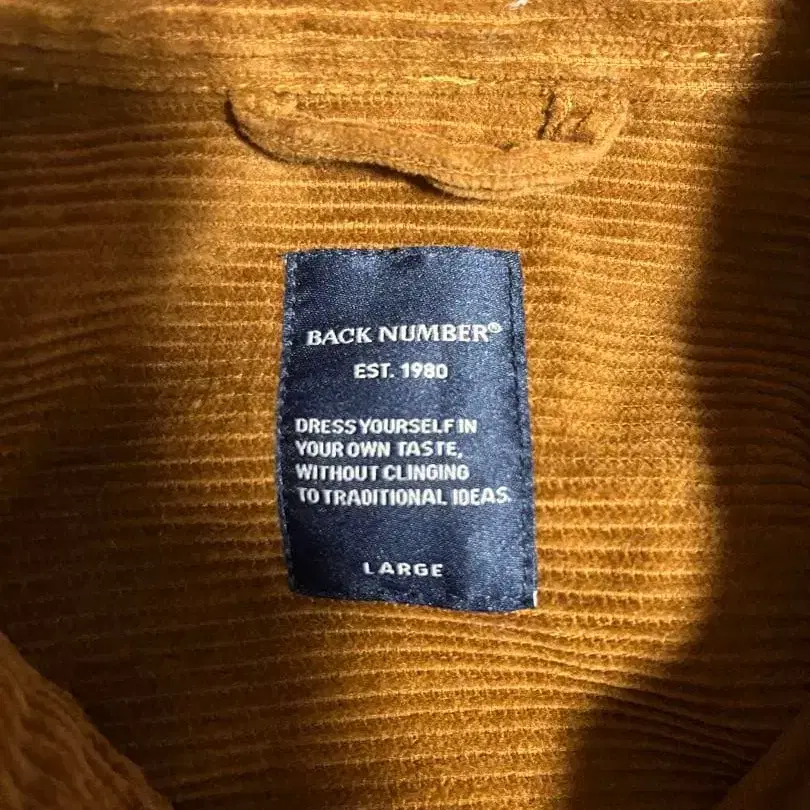 BACK NUMBER®
EST. 1980
DRESS YOURSELF IN
YOUR OWN TASTE,
WITHOUT CLINGING
TO TRADITIONAL IDEAS.
LARGE